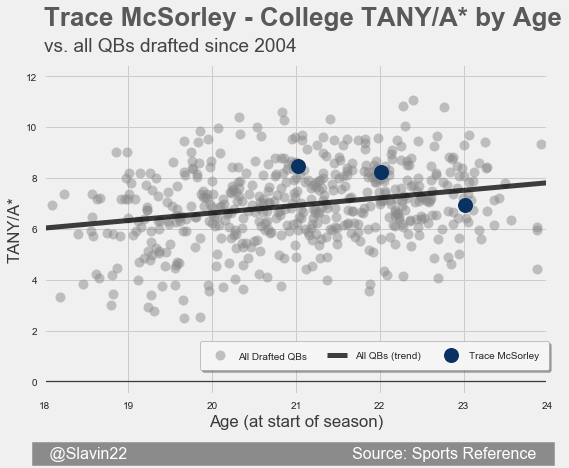 Trace McSorley - College TANY/A* by Age
vs. all QBs drafted since 2004
12
10
8
6
4
2
0
TANY/A*
All Drafted QBs
All QBs (trend)
Trace McSorley
18
19
20
21
22
23
24
Age (at start of season)
@Slavin22
Source: Sports Reference